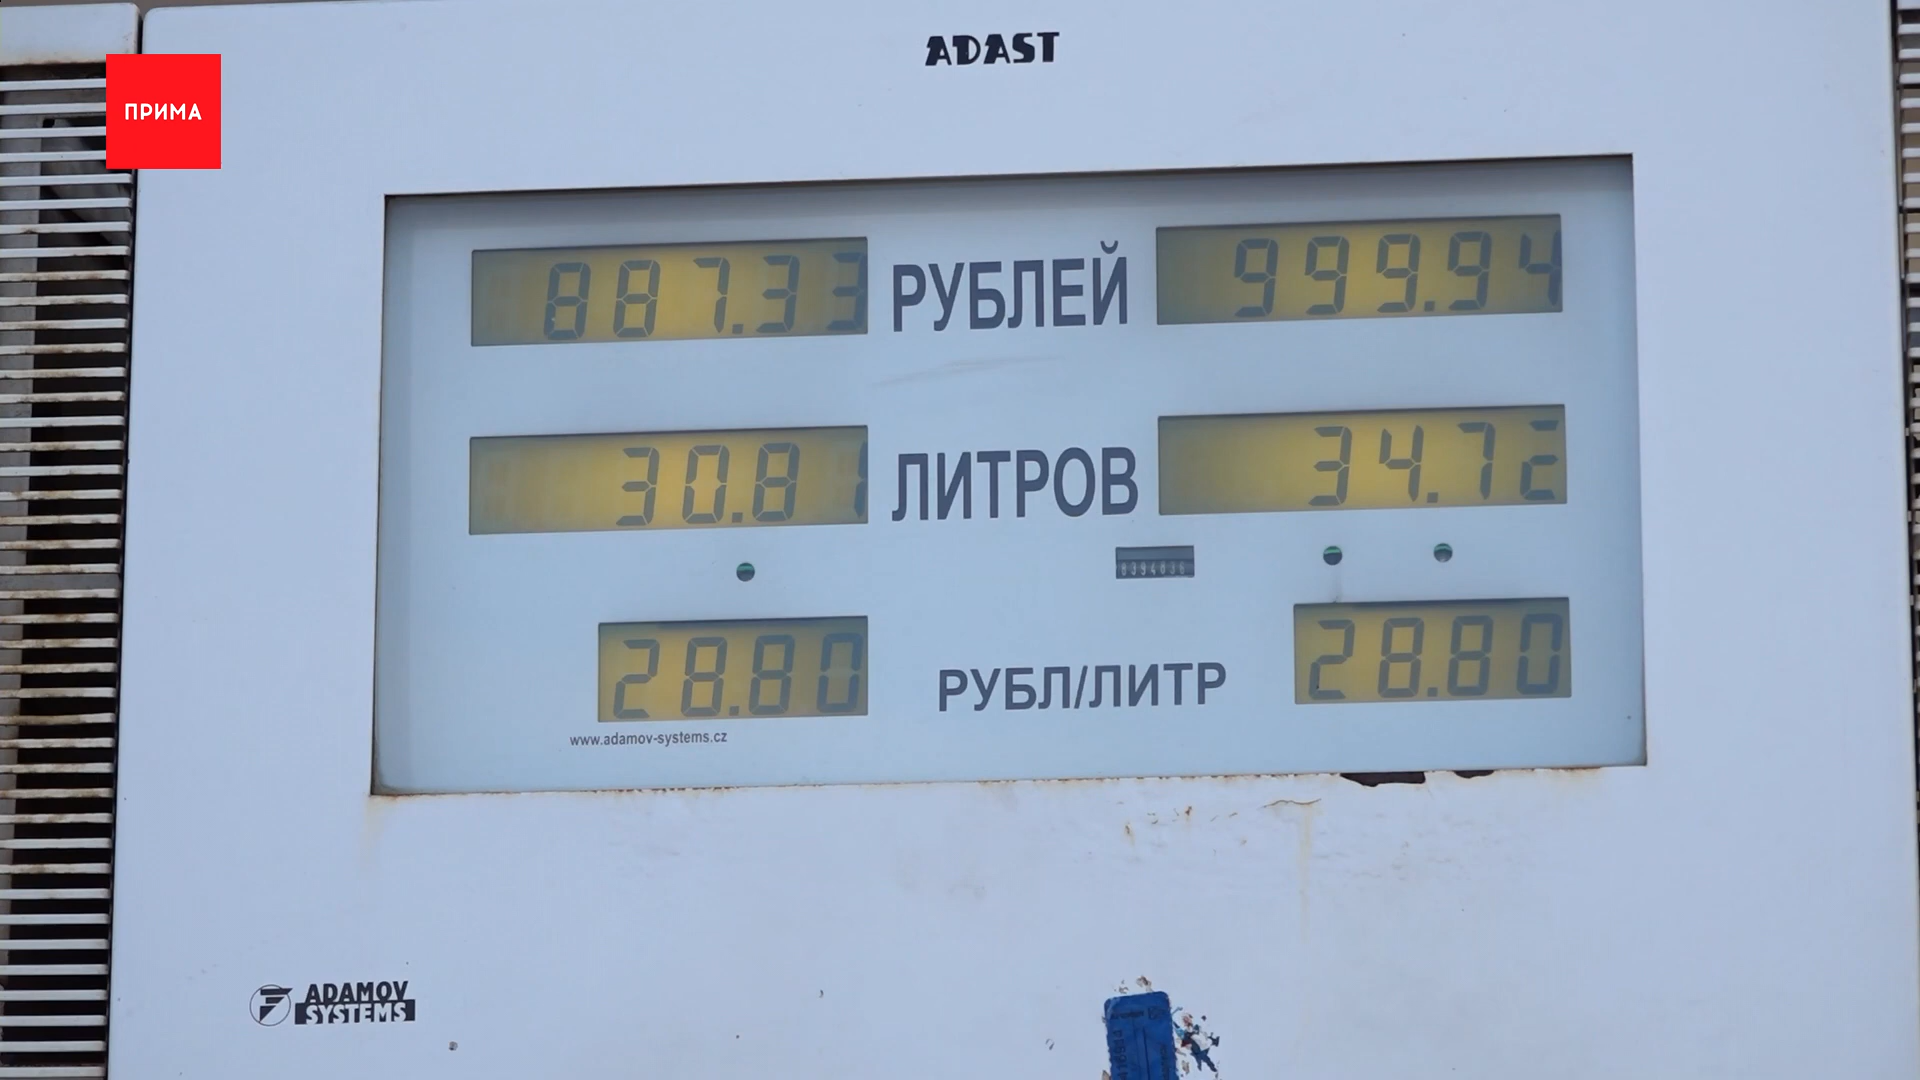 ADAST
ПРИМА
887.33 РУБЛЕЙ 999.94
30.81 ЛИТРОВ 34.72
8394036
28.80 РУБЛ/ЛИТР 28.80
www.adamov-systems.cz
ADAMOV
SYSTEMS